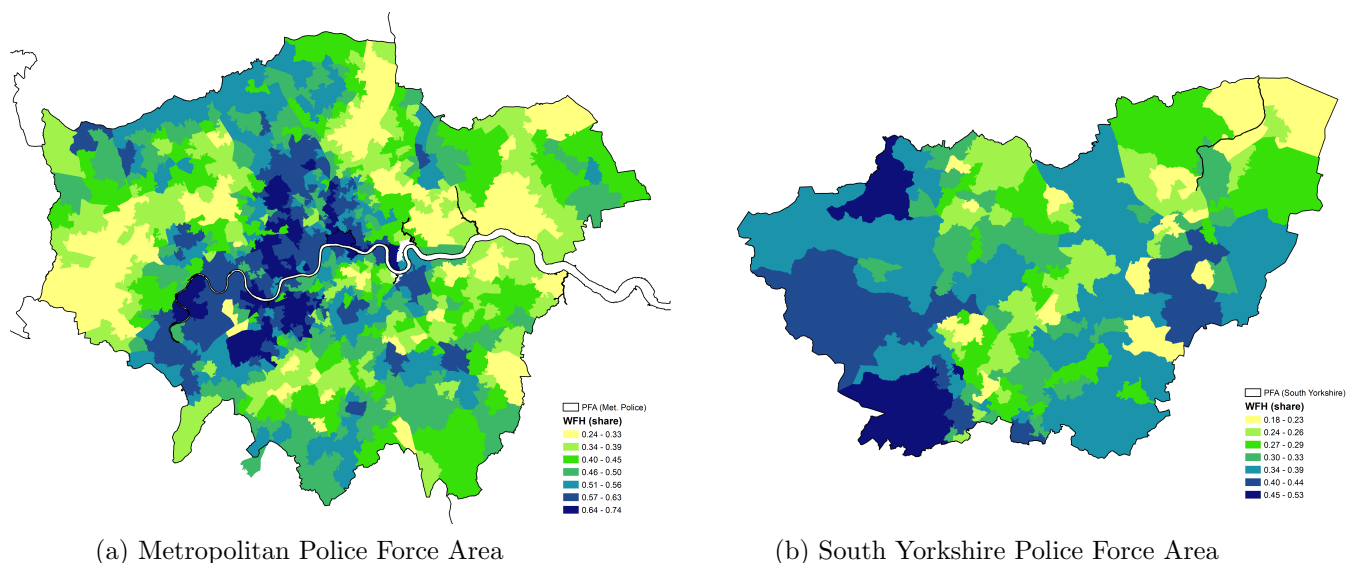 PFA (Met. Police)
WFH (share)
0.24 - 0.33
0.34 - 0.39
0.40 - 0.45
0.46 - 0.50
0.51 - 0.56
0.57 - 0.63
0.64 - 0.74
(a) Metropolitan Police Force Area
PFA (South Yorkshire)
WFH (share)
0.18 - 0.23
0.24 - 0.26
0.27 - 0.29
0.30 - 0.33
0.34 - 0.39
0.40 - 0.44
0.45 - 0.53
(b) South Yorkshire Police Force Area